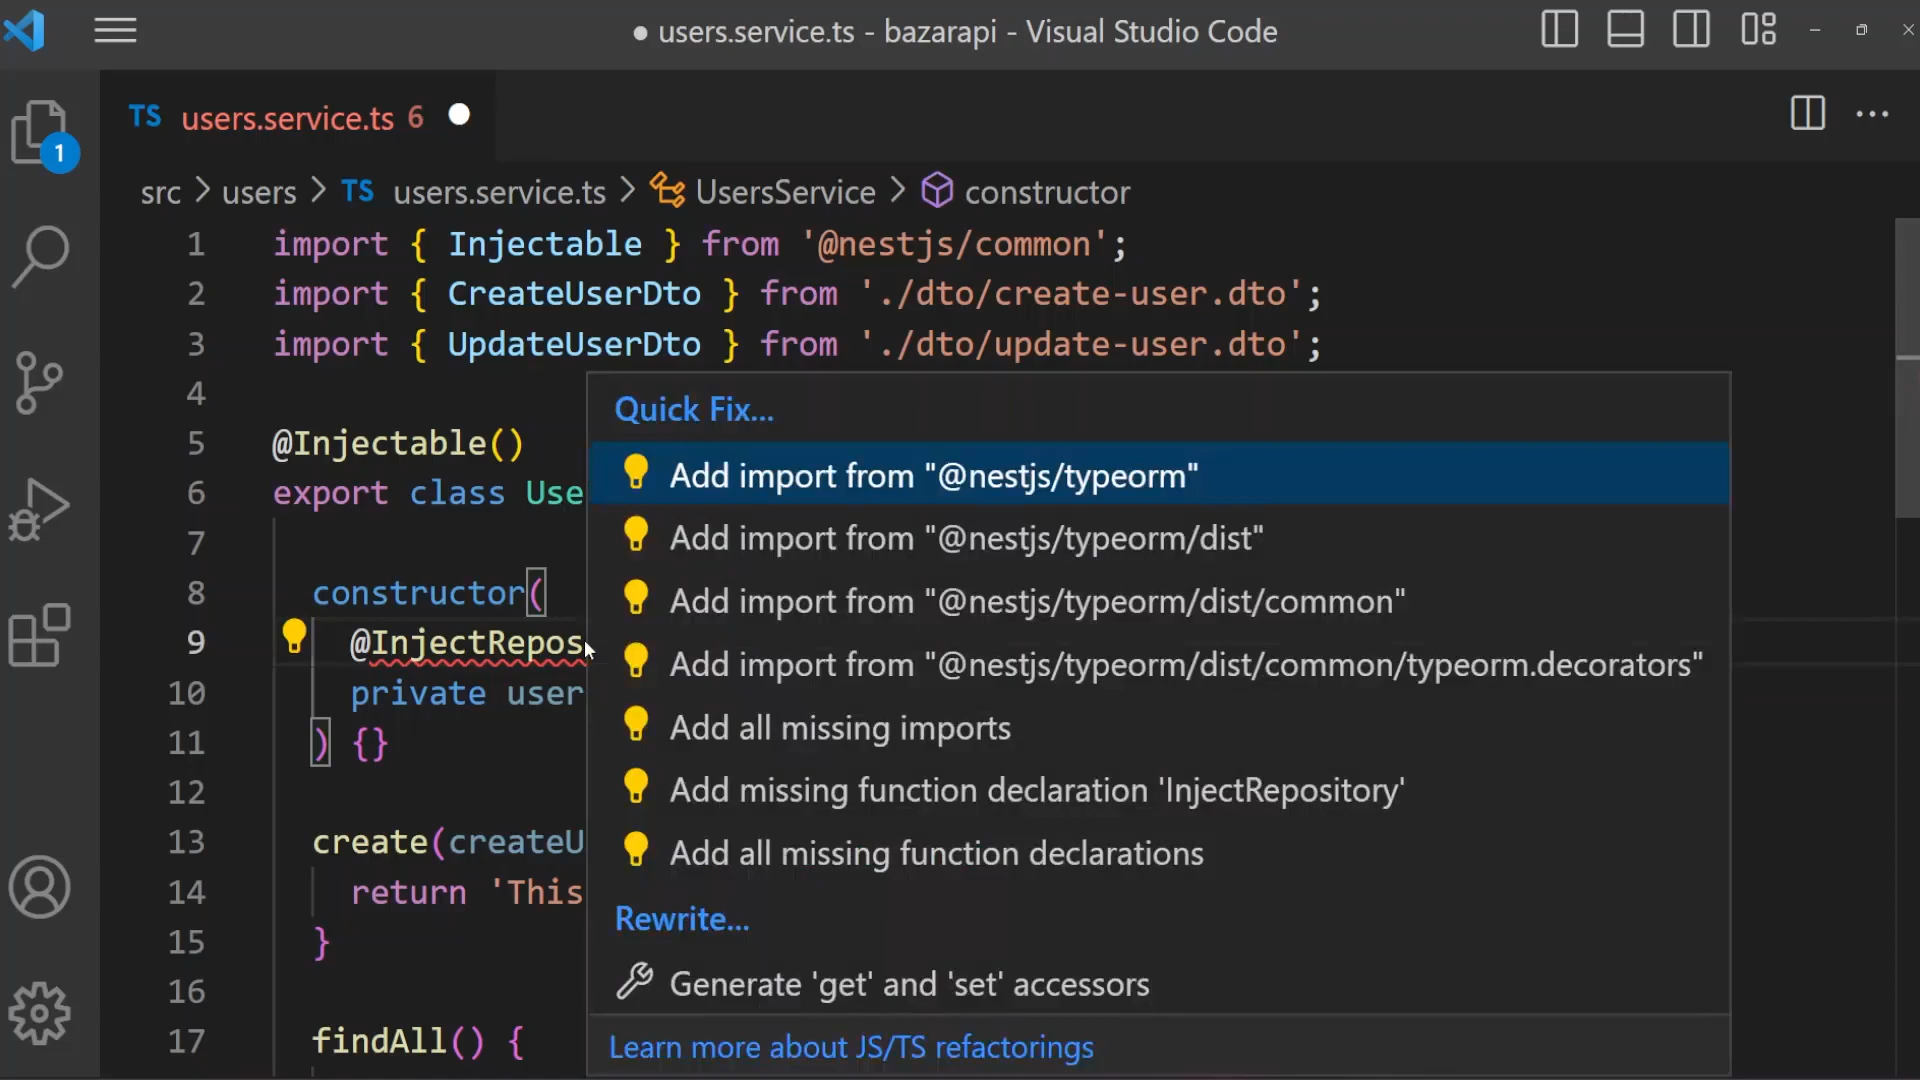 ● users.service.ts - bazarapi - Visual Studio Code
1
TS users.service.ts 6 ●
src > users > TS users.service.ts > UsersService > constructor
1 import { Injectable } from '@nestjs/common';
2 import { CreateUserDto } from './dto/create-user.dto';
3 import { UpdateUserDto } from './dto/update-user.dto';
4
5 @Injectable()
6 export class Use
7
8 constructor(
9 @InjectRepos
10 private user
11 ) {}
12
13 create(createU
14 return 'This
15 }
16
17 findAll() {
Quick Fix...
Add import from "@nestjs/typeorm"
Add import from "@nestjs/typeorm/dist"
Add import from "@nestjs/typeorm/dist/common"
Add import from "@nestjs/typeorm/dist/common/typeorm.decorators"
Add all missing imports
Add missing function declaration 'InjectRepository'
Add all missing function declarations
Rewrite...
Generate 'get' and 'set' accessors
Learn more about JS/TS refactorings